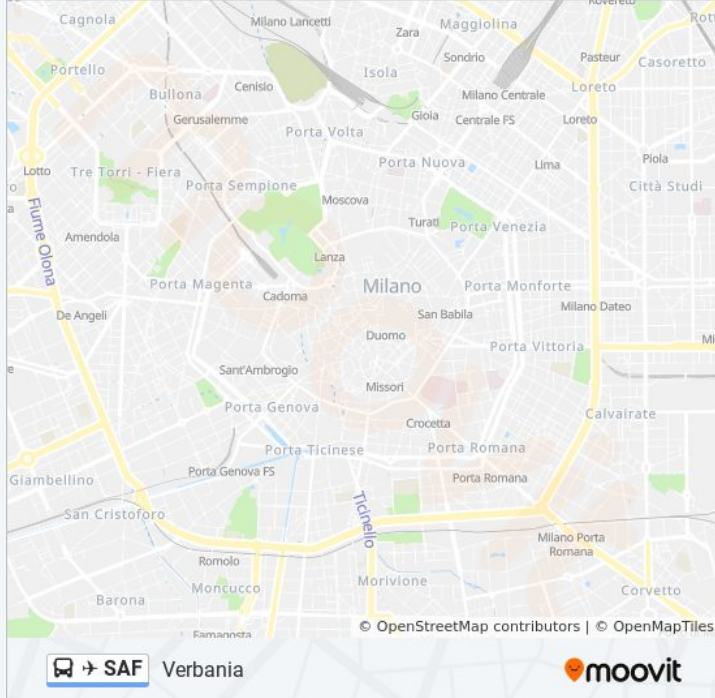 Rovereto
Cagnola
Milano Lancetti
Zara
Maggiolina
Portello
Sondrio
Pasteur
Casoretto
Isola
Bullona
Cenisio
Milano Centrale
Loreto
Gerusalemme
Gioia
Centrale FS
Loreto
Porta Volta
Lotto
Tre Torri - Fiera
Porta Nuova
Lima
Piola
Porta Sempione
Città Studi
Moscova
Turati
Porta Venezia
Fiume Olona
Amendola
Lanza
Porta Magenta
Cadorna
Milano
Porta Monforte
De Angeli
San Babila
Milano Dateo
Duomo
Porta Vittoria
Sant'Ambrogio
Missori
Porta Genova
Crocetta
Calvairate
Porta Ticinese
Porta Romana
Giambellino
Porta Genova FS
Porta Romana
San Cristoforo
Ticinello
Milano Porta
Romana
Romolo
Moncucco
Morivione
Corvetto
Barona
Famagosta
© OpenStreetMap contributors | © OpenMapTiles
SAF Verbania
moovit